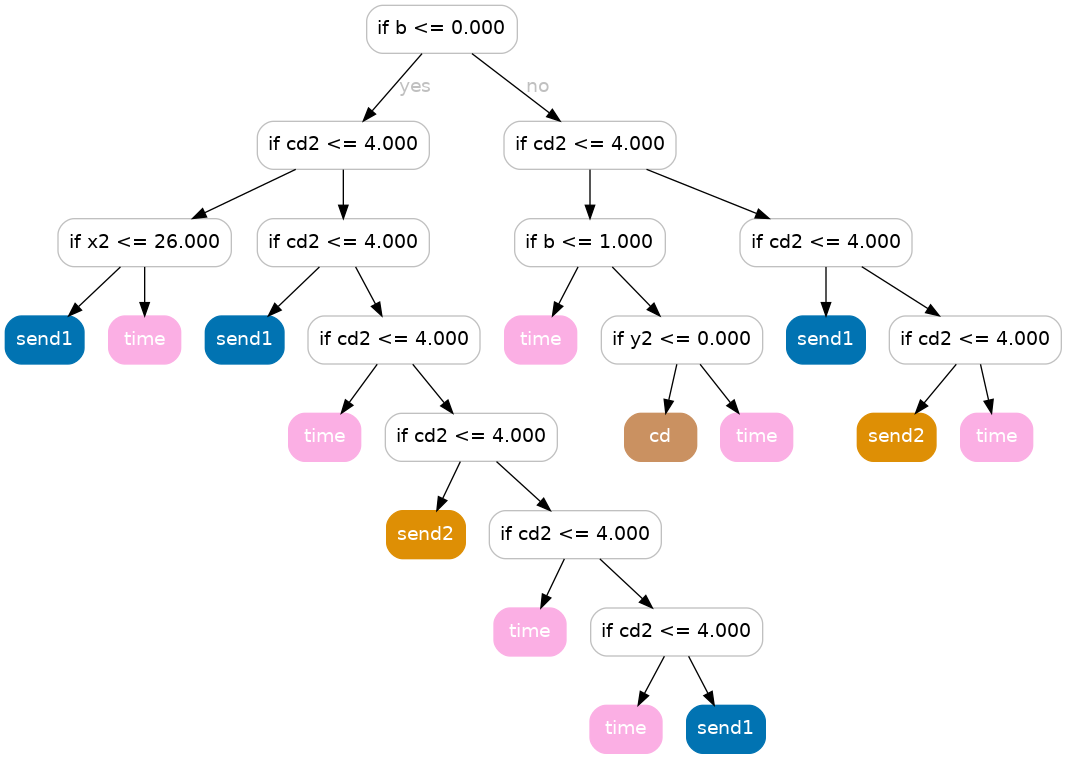 if b <= 0.000
yes
no
if cd2 <= 4.000
if cd2 <= 4.000
if x2 <= 26.000
if cd2 <= 4.000
if b <= 1.000
if cd2 <= 4.000
send1
time
send1
if cd2 <= 4.000
time
if y2 <= 0.000
send1
if cd2 <= 4.000
time
if cd2 <= 4.000
cd
time
send2
time
send2
if cd2 <= 4.000
time
if cd2 <= 4.000
time
send1